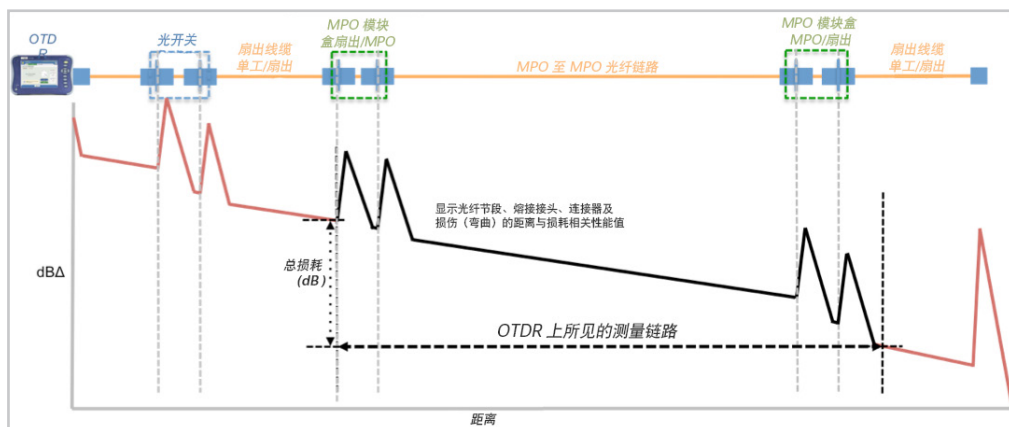 OTD
R
光开关
扇出线缆
单工/扇出
MPO 模块
盒扇出/MPO
MPO 至 MPO 光纤链路
MPO 模块盒
MPO/扇出
扇出线缆
单工/扇出
显示光纤节段、熔接接头、连接器及
损伤（弯曲）的距离与损耗相关性能值
dBΔ
总损耗
(dB)
OTDR 上所见的测量链路
距离